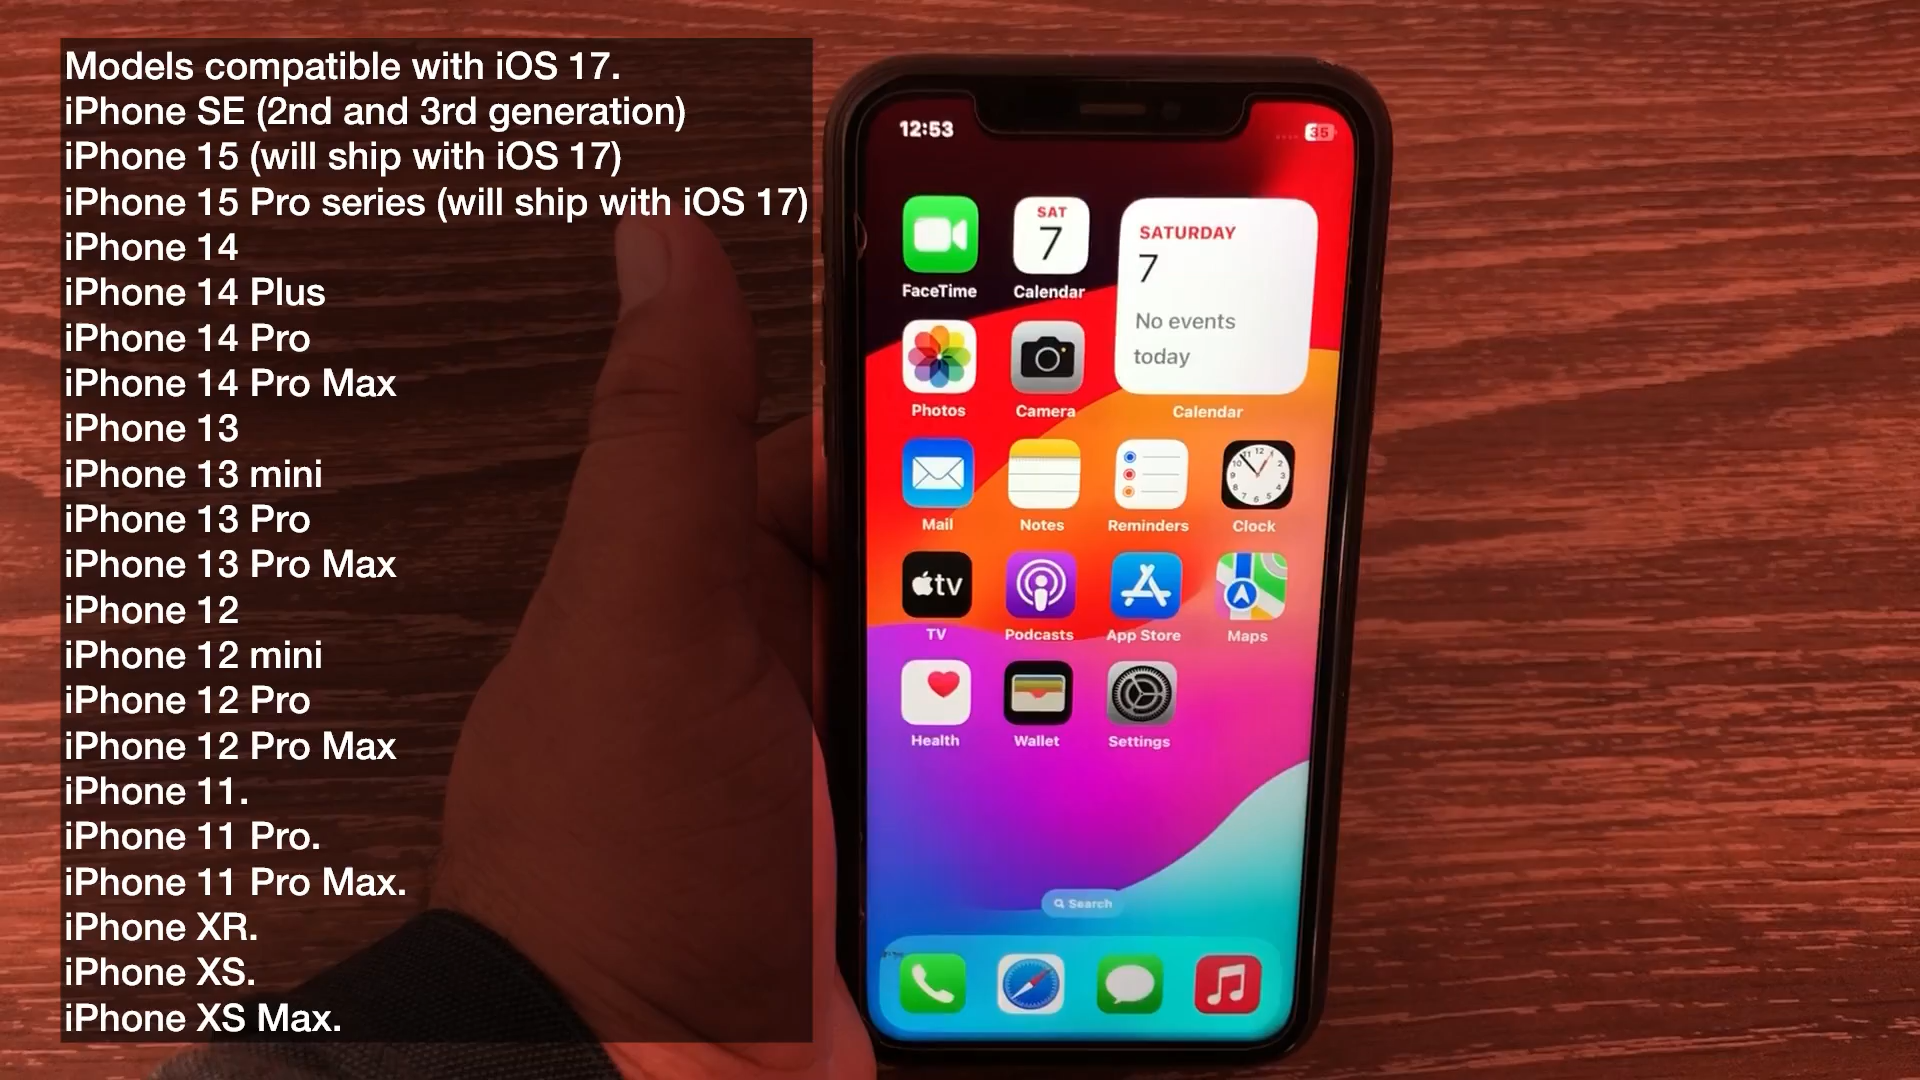 Models compatible with iOS 17.
iPhone SE (2nd and 3rd generation)
iPhone 15 (will ship with iOS 17)
iPhone 15 Pro series (will ship with iOS 17)
iPhone 14
iPhone 14 Plus
iPhone 14 Pro
iPhone 14 Pro Max
iPhone 13
iPhone 13 mini
iPhone 13 Pro
iPhone 13 Pro Max
iPhone 12
iPhone 12 mini
iPhone 12 Pro
iPhone 12 Pro Max
iPhone 11.
iPhone 11 Pro.
iPhone 11 Pro Max.
iPhone XR.
iPhone XS.
iPhone XS Max.
12:53 35
SAT
7
SATURDAY
7
No events
today
FaceTime Calendar
Photos Camera Calendar
Mail Notes Reminders Clock
tv
TV Podcasts App Store Maps
Health Wallet Settings
Search